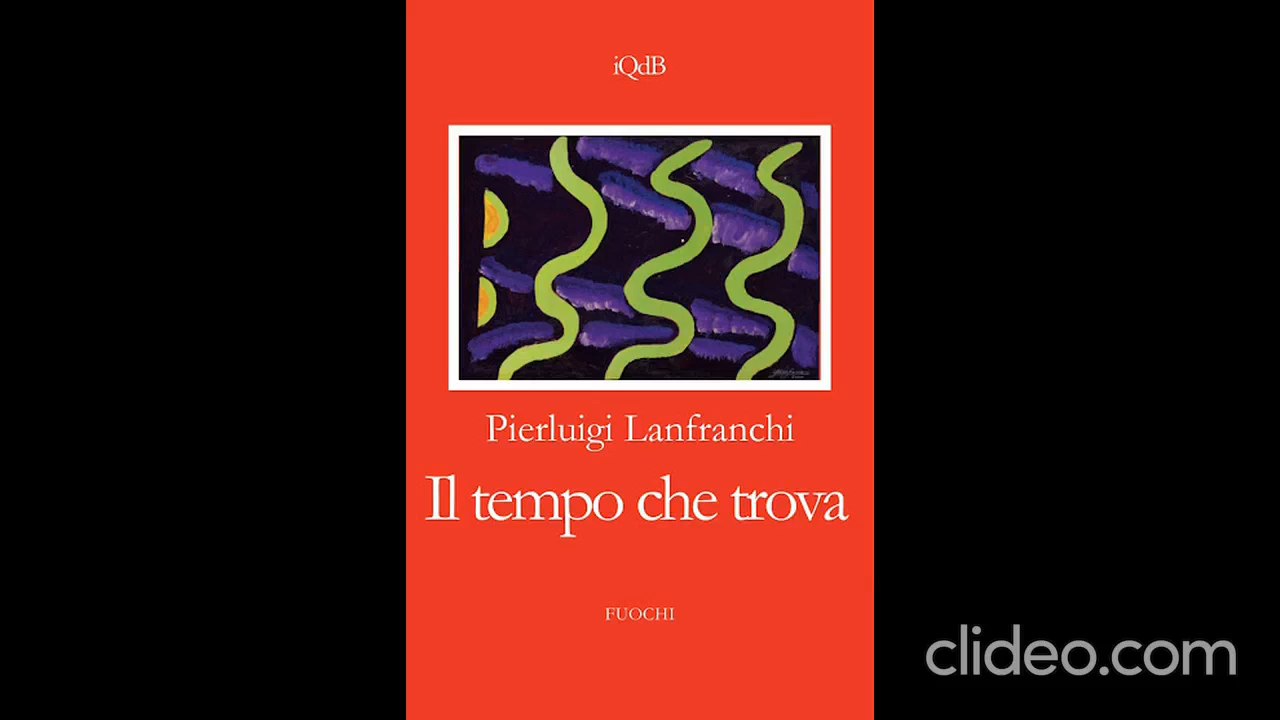 iQdB
Pierluigi Lanfranchi
Il tempo che trova
FUOCHI
clideo.com